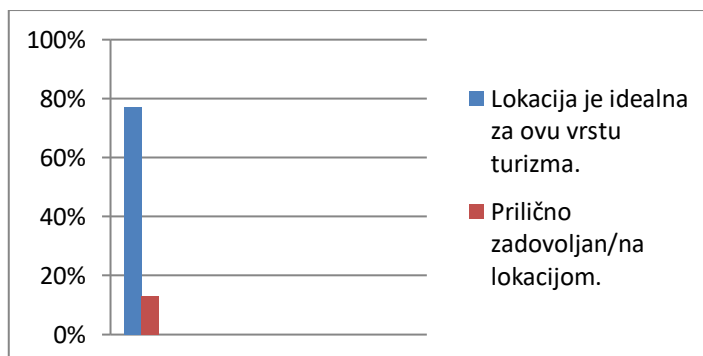 100%
80%
60%
40%
20%
0%
Lokacija je idealna
za ovu vrstu
turizma.
Prilično
zadovoljan/na
lokacijom.